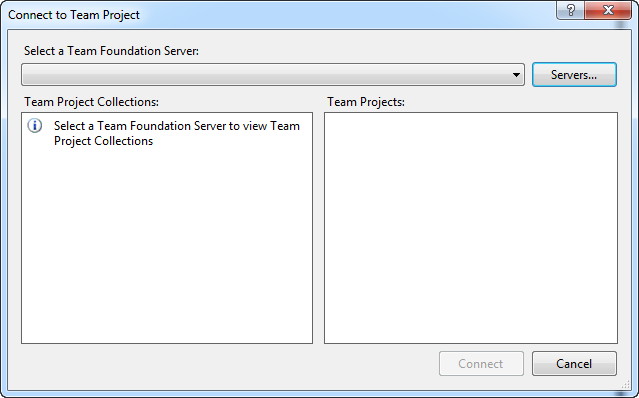 Connect to Team Project
?
Select a Team Foundation Server:
Servers...
Team Project Collections:
Team Projects:
Select a Team Foundation Server to view Team
Project Collections
Connect
Cancel